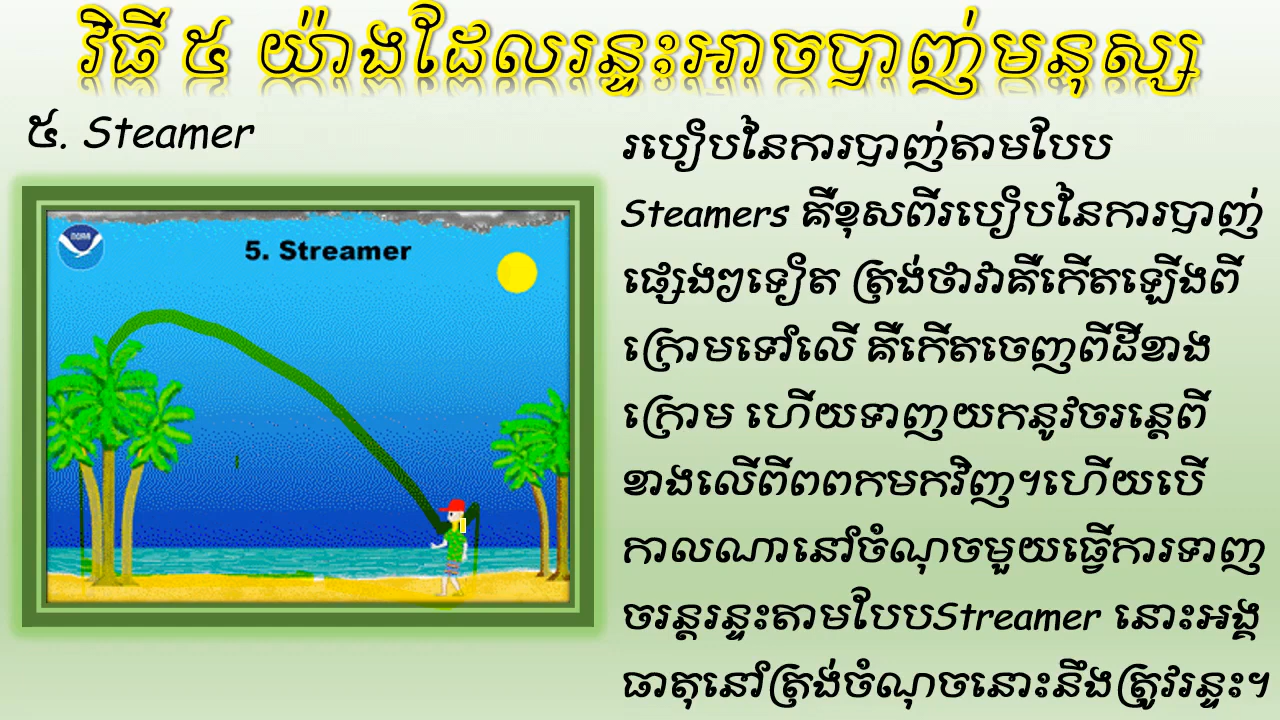 វិធី ៥ យ៉ាងដែលរន្ទះអាចបាញ់មនុស្ស
៥. Steamer
NOAA
5. Streamer
របៀបនៃការបាញ់តាមបែប
Steamers គឺខុសពីរបៀបនៃការបាញ់
ផ្សេងៗទៀត ត្រង់ថាវាគឺកើតឡើងពី
ក្រោមទៅលើ គឺកើតចេញពីដីខាង
ក្រោម ហើយទាញយកនូវចរន្តេពី
ខាងលើពីពពកមកវិញ។ហើយបើ
កាលណានៅចំណុចមួយធ្វើការទាញ
ចរន្តរន្ទះតាមបែបStreamer នោះអង្គ
ធាតុនៅត្រង់ចំណុចនោះនឹងត្រូវរន្ទះ។